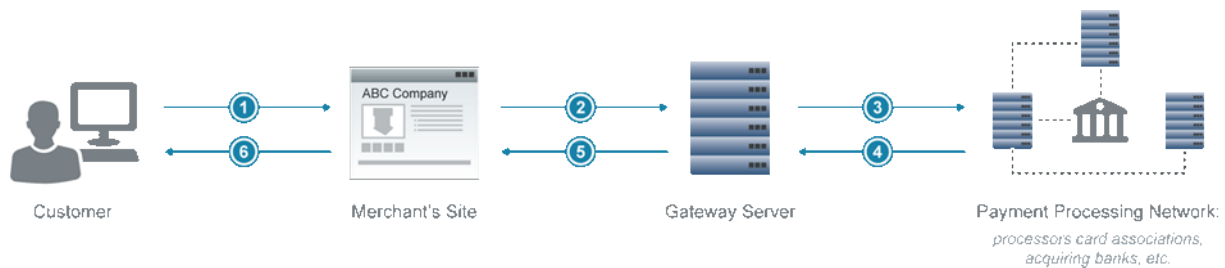 ABC Company
1
2
3
6
5
4
Customer
Merchant's Site
Gateway Server
Payment Processing Network:
processors card associations,
acquiring banks, etc.